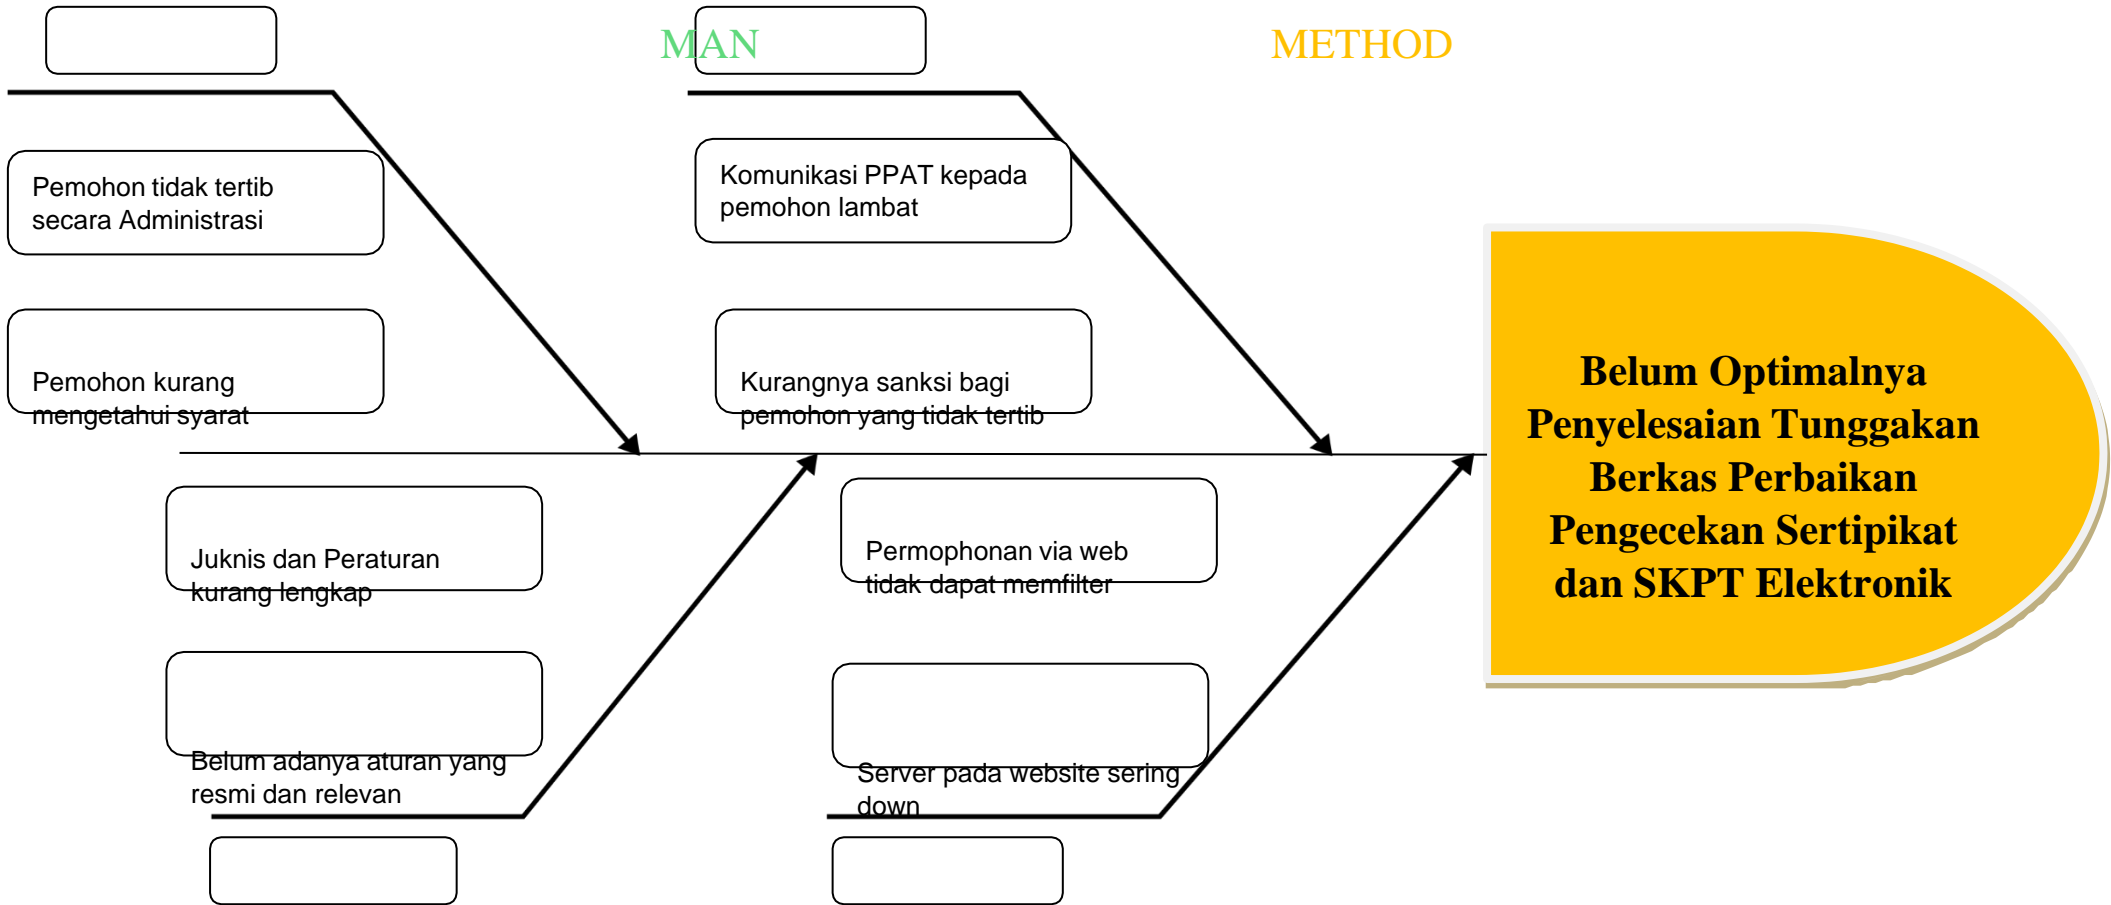 MAN
METHOD
Pemohon tidak tertib
secara Administrasi
Komunikasi PPAT kepada
pemohon lambat
Pemohon kurang
mengetahui syarat
Kurangnya sanksi bagi
pemohon yang tidak tertib
Belum Optimalnya
Penyelesaian Tunggakan
Berkas Perbaikan
Pengecekan Sertipikat
dan SKPT Elektronik
Juknis dan Peraturan
kurang lengkap
Permophonan via web
tidak dapat memfilter
Belum adanya aturan yang
resmi dan relevan
Server pada website sering
down